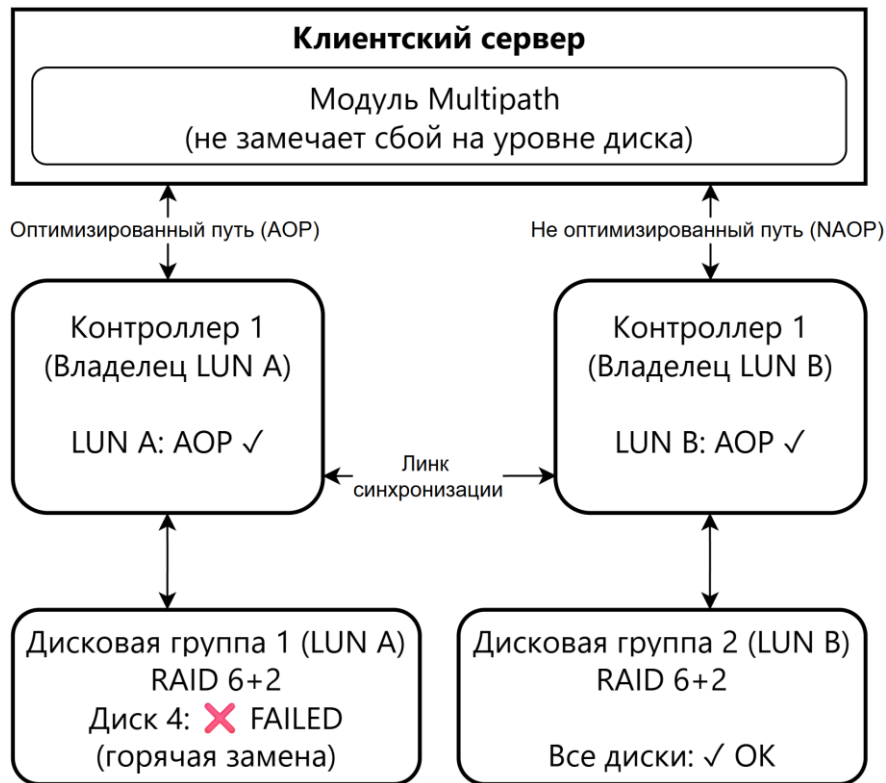 Клиентский сервер
Модуль Multipath
(не замечает сбой на уровне диска)
Оптимизированный путь (AOP)
Не оптимизированный путь (NAOP)
Контроллер 1
(Владелец LUN A)
LUN A: AOP ✓
Контроллер 1
(Владелец LUN B)
LUN B: AOP ✓
Линк
синхронизации
Дисковая группа 1 (LUN A)
RAID 6+2
Диск 4: ❌ FAILED
(горячая замена)
Дисковая группа 2 (LUN B)
RAID 6+2
Все диски: ✓ OK